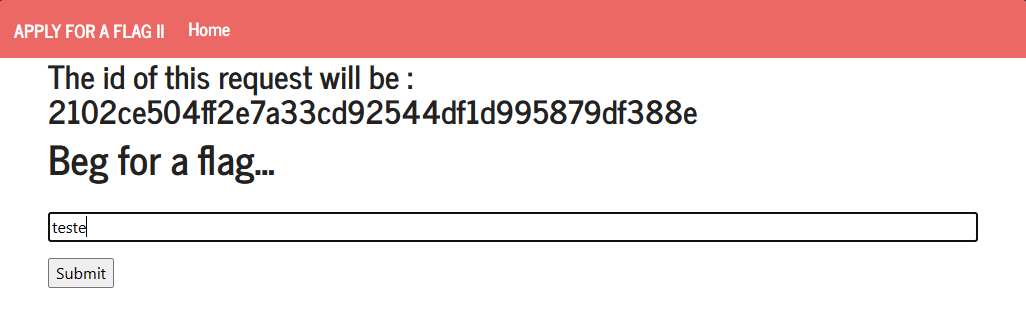 APPLY FOR A FLAG II Home
The id of this request will be :
2102ce504ff2e7a33cd92544df1d995879df388e
Beg for a flag...
teste
Submit